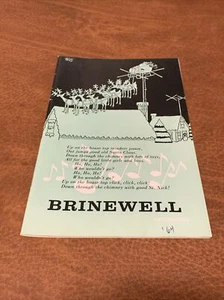 Up on the house top reindeer pause,
Out jumps good old Santa Claus;
Down through the chimney with lots of toys,
All for the good little girls and boys.
Ho, Ho, Ho!
Who wouldn't go?
Ho, Ho, Ho!
Who wouldn't go?
Up on the house top click, click, click,
Down through the chimney with good St. Nick!
BRINEWELL
'64